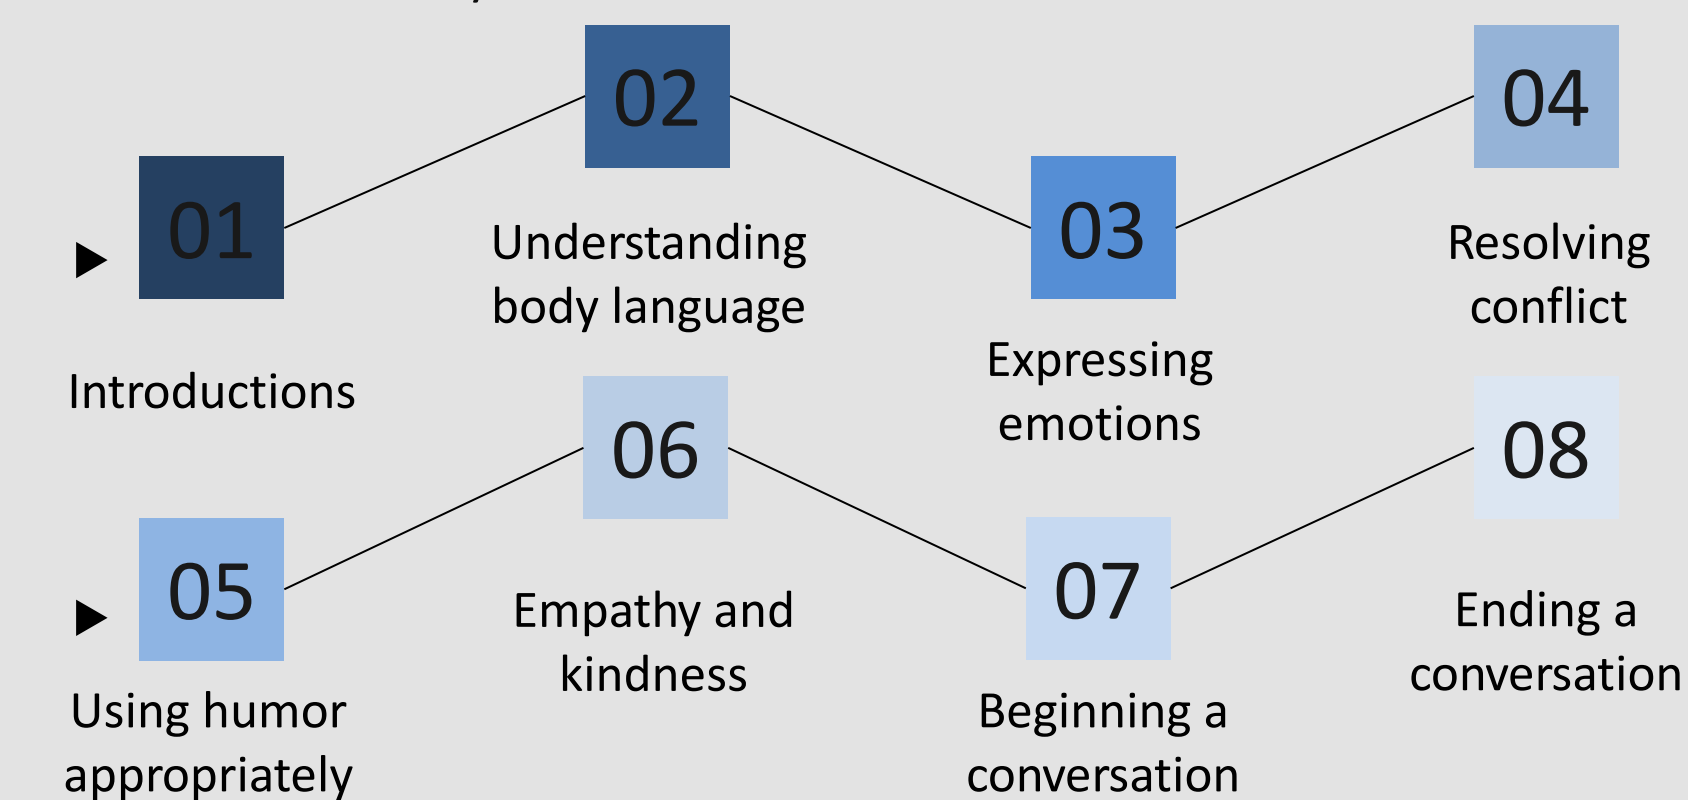 01
Introductions
02
Understanding
body language
03
Expressing
emotions
04
Resolving
conflict
05
Using humor
appropriately
06
Empathy and
kindness
07
Beginning a
conversation
08
Ending a
conversation